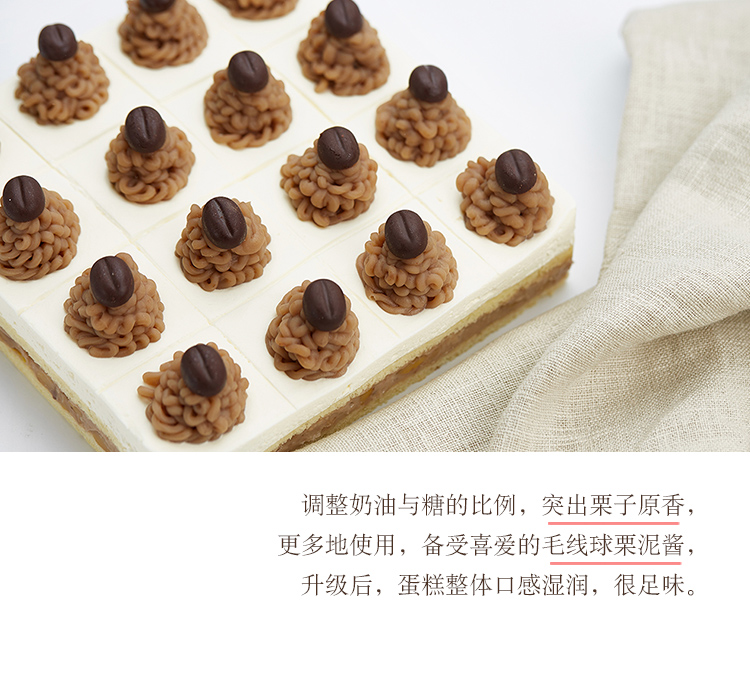 调整奶油与糖的比例，突出栗子原香，
更多地使用，备受喜爱的毛线球栗泥酱，
升级后，蛋糕整体口感湿润，很足味。